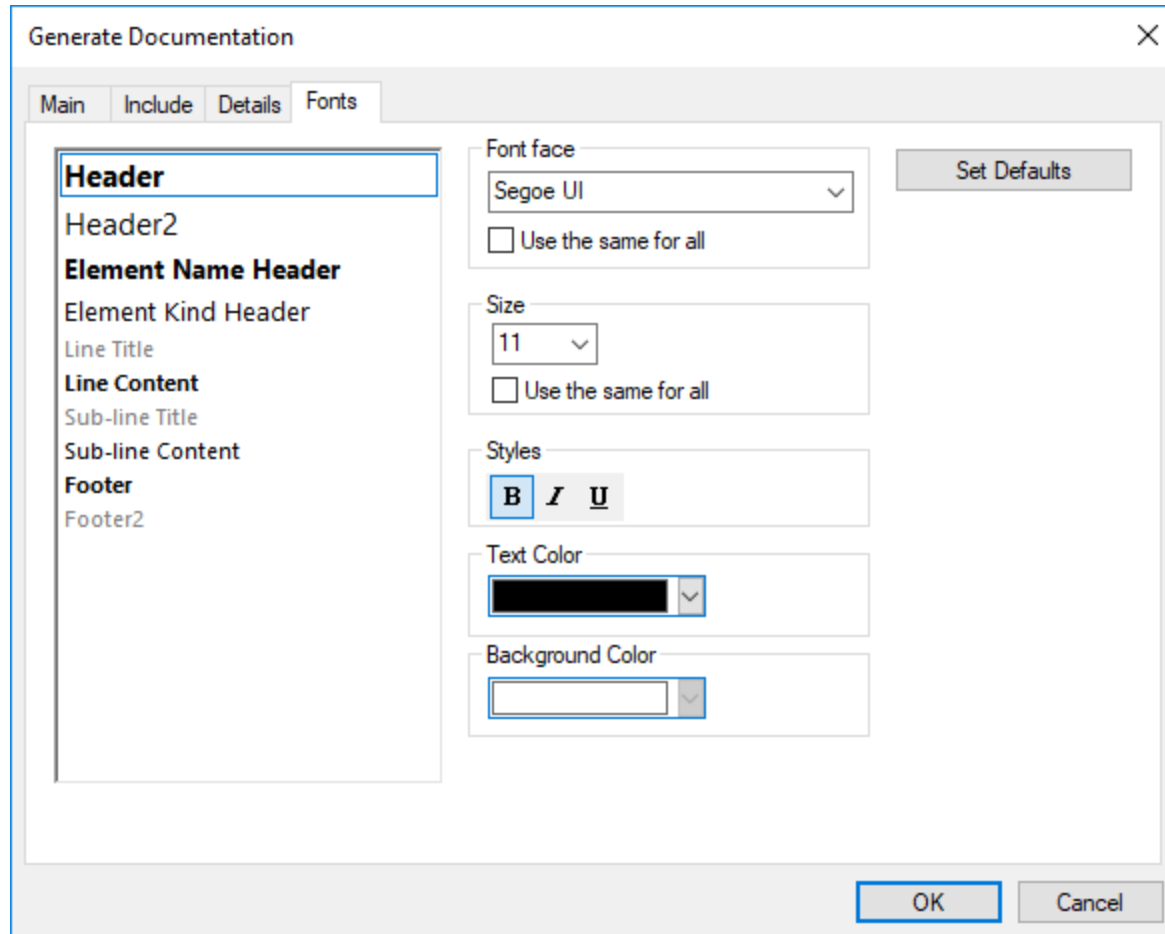 Generate Documentation
Main Include Details Fonts
Header
Header2
Element Name Header
Element Kind Header
Line Title
Line Content
Sub-line Title
Sub-line Content
Footer
Footer2
Font face
Segoe UI
Use the same for all
Size
11
Use the same for all
Styles
B I U
Text Color
Background Color
Set Defaults
OK Cancel